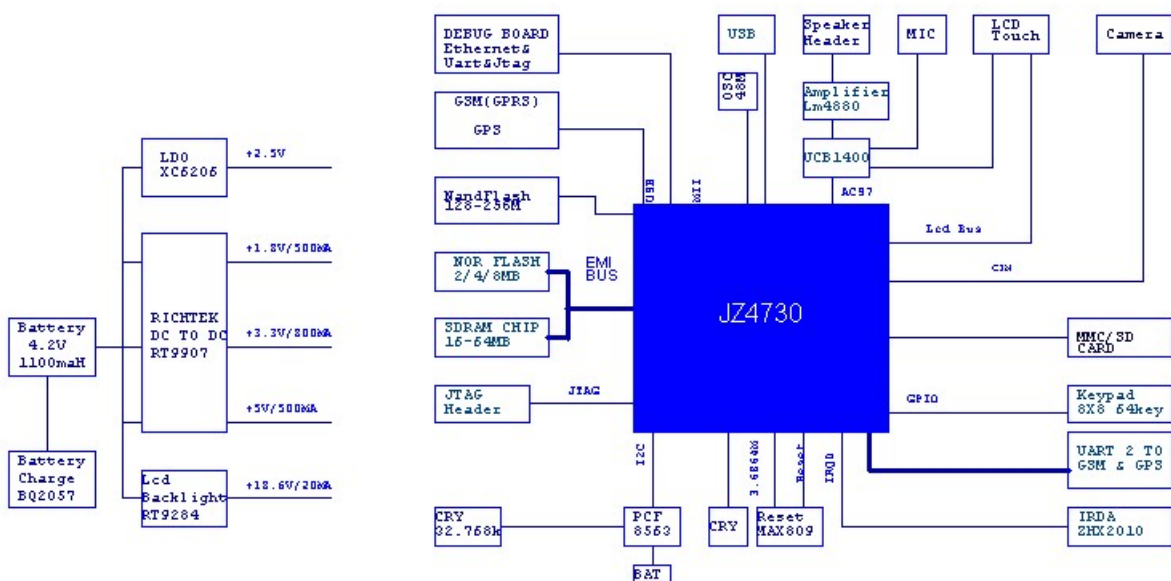 DEBUG BOARD
Ethernet&
Uart&Jtag
USB
Speaker
Header
MIC
LCD
Touch
Camera
GSM(GPRS)
GPS
OSC
48M
Amplifier
Lm4880
LDO
XC6206
+2.5V
UCB1400
NandFlash
128-256M
USB
MII
AC97
Lcd Bus
+1.8V/500MA
NOR FLASH
2/4/8MB
EMI
BUS
CIM
Battery
4.2V
1100maH
RICHTEK
DC TO DC
RT9907
+3.3V/800MA
SDRAM CHIP
16-64MB
JZ4730
MMC/SD
CARD
+5V/500MA
JTAG
Header
JTAG
GPIO
Keypad
8X8 64key
Battery
Charge
BQ2057
Lcd
Backlight
RT9284
+18.6V/20MA
I2C
3.6864M
Reset
IRQ0
UART 2 TO
GSM & GPS
CRY
32.768k
PCF
8563
CRY
Reset
MAX809
IRDA
ZHX2010
BAT